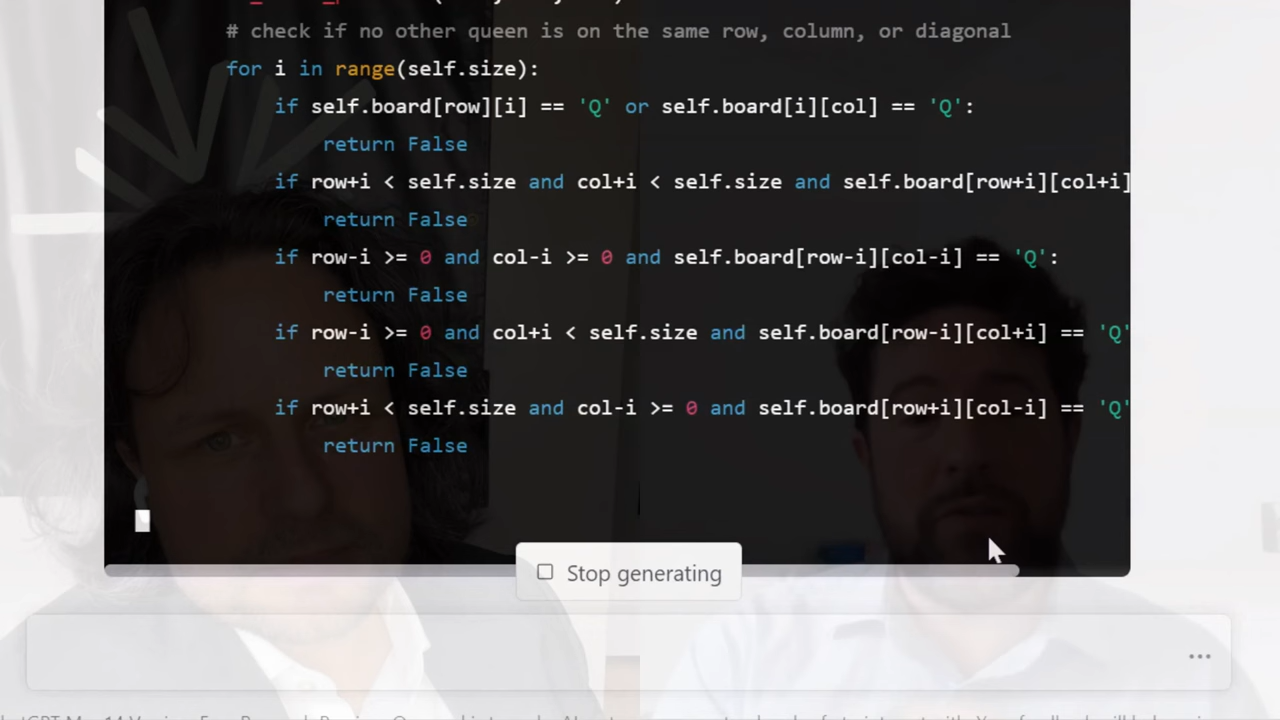 # check if no other queen is on the same row, column, or diagonal
for i in range(self.size):
if self.board[row][i] == 'Q' or self.board[i][col] == 'Q':
return False
if row+i < self.size and col+i < self.size and self.board[row+i][col+i]
return False
if row-i >= 0 and col-i >= 0 and self.board[row-i][col-i] == 'Q':
return False
if row-i >= 0 and col+i < self.size and self.board[row-i][col+i] == 'Q'
return False
if row+i < self.size and col-i >= 0 and self.board[row+i][col-i] == 'Q'
return False
Stop generating